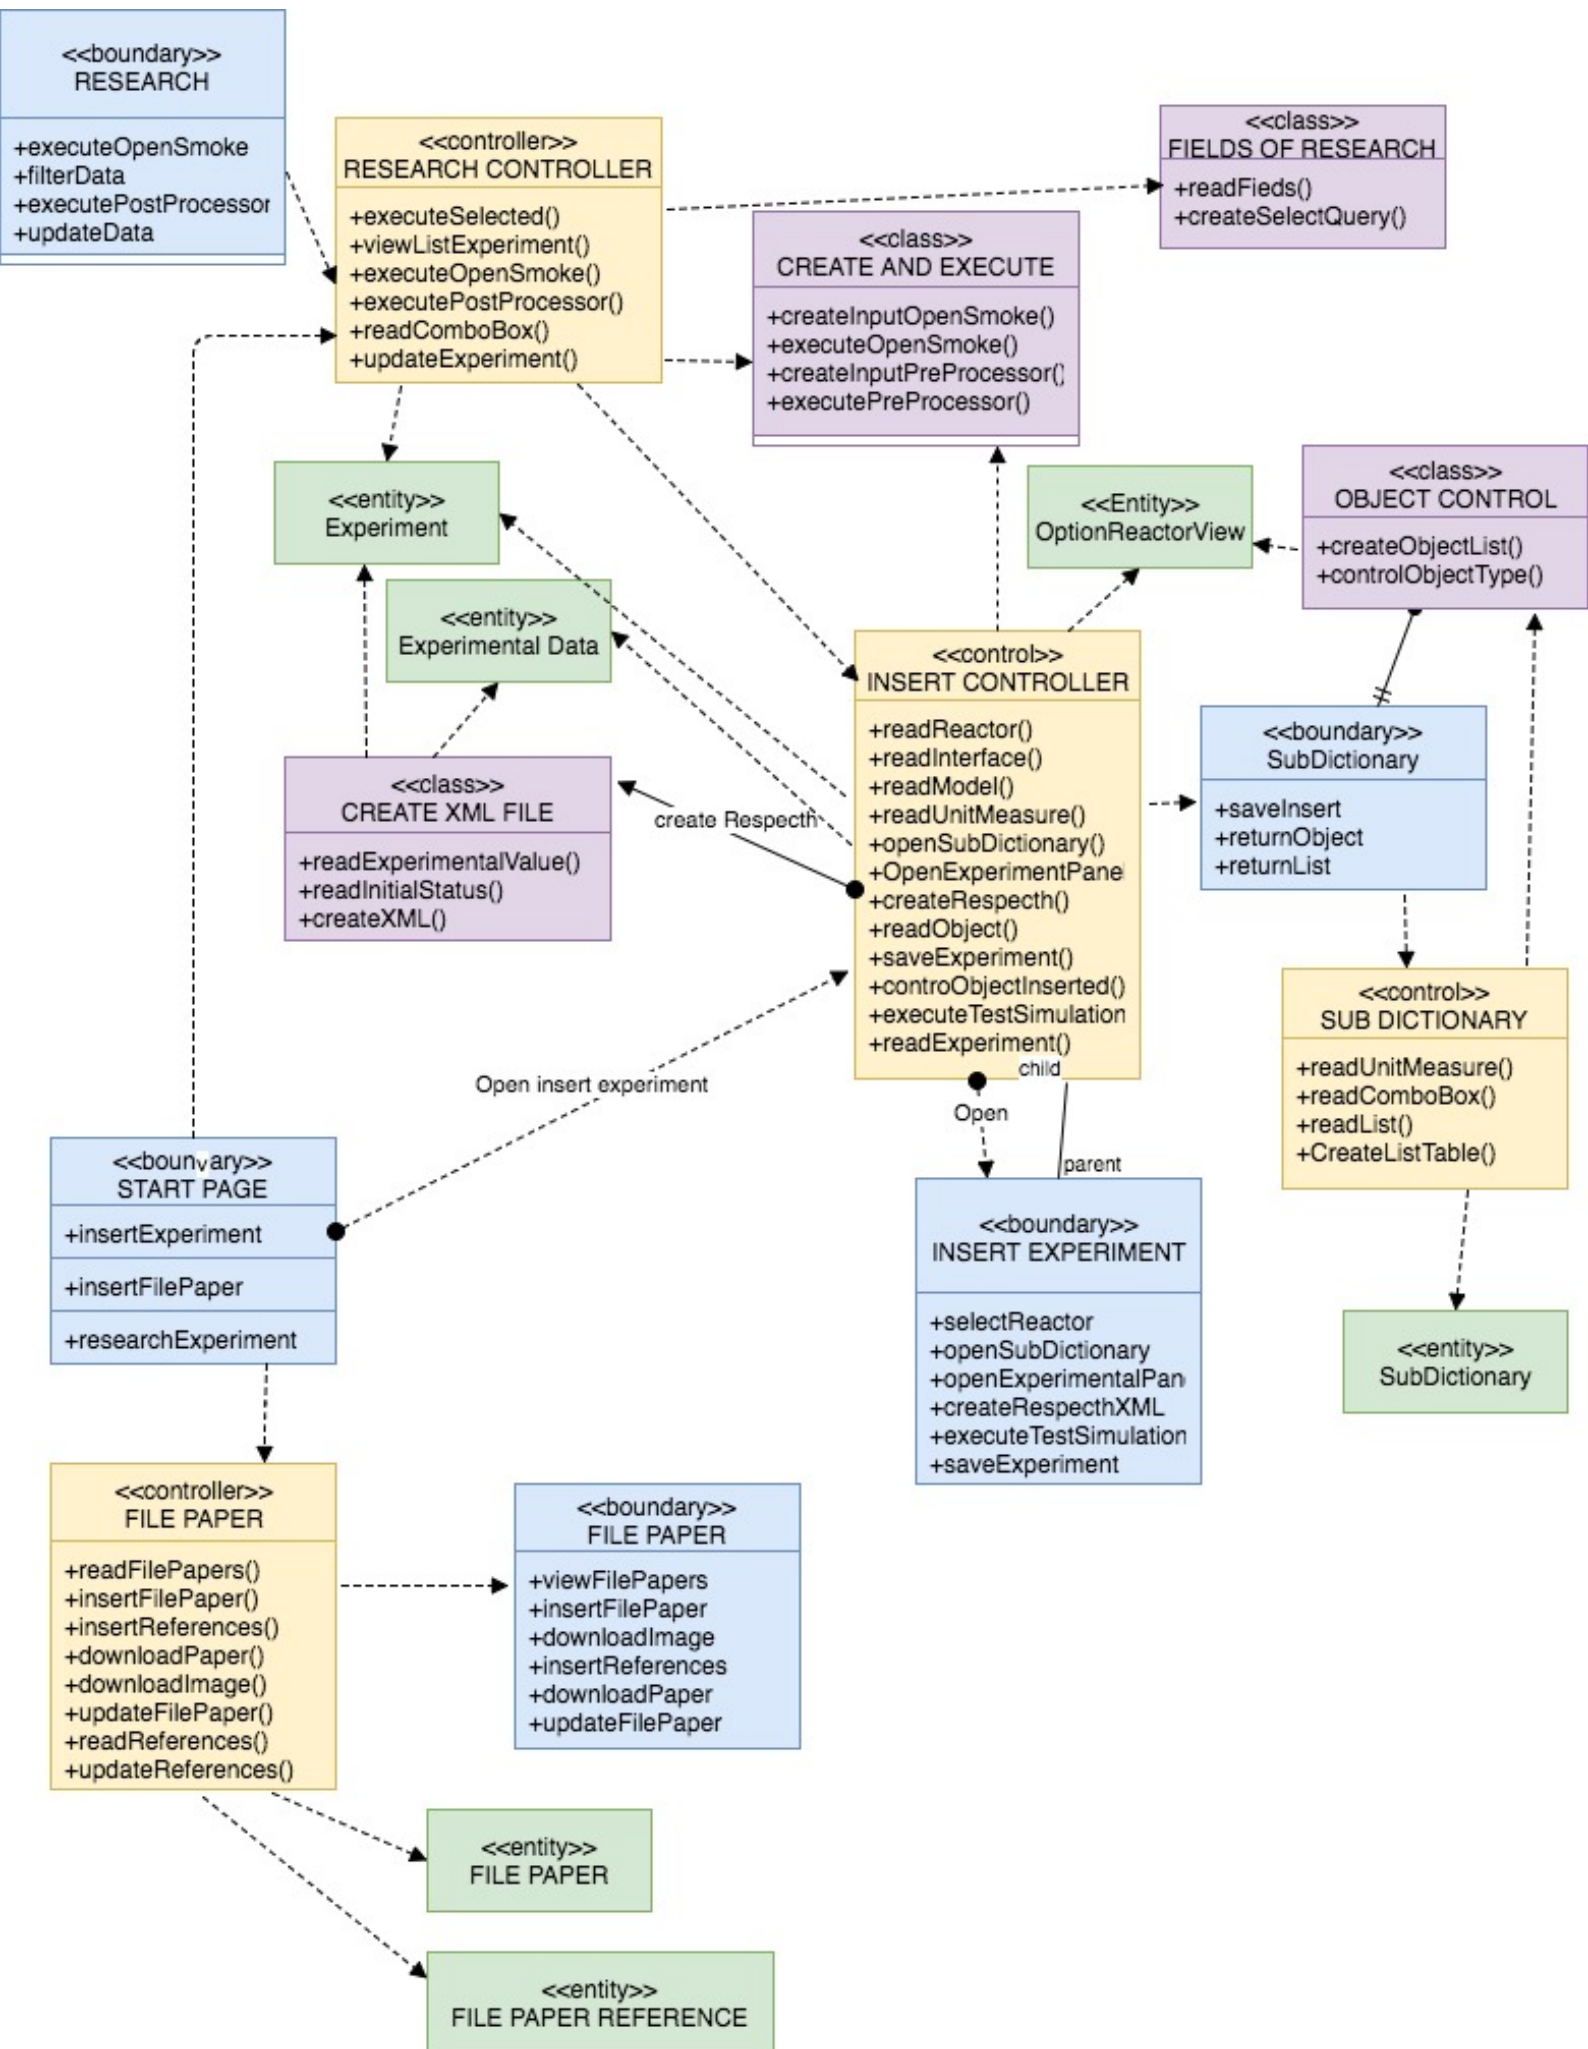 <<boundary>>
RESEARCH
+executeOpenSmoke
+filterData
+executePostProcessor
+updateData
<<controller>>
RESEARCH CONTROLLER
+executeSelected()
+viewListExperiment()
+executeOpenSmoke()
+executePostProcessor()
+readComboBox()
+updateExperiment()
<<class>>
FIELDS OF RESEARCH
+readFieds()
+createSelectQuery()
<<class>>
CREATE AND EXECUTE
+createInputOpenSmoke()
+executeOpenSmoke()
+createInputPreProcessor()
+executePreProcessor()
<<entity>>
Experiment
<<Entity>>
OptionReactorView
<<class>>
OBJECT CONTROL
+createObjectList()
+controlObjectType()
<<entity>>
Experimental Data
<<control>>
INSERT CONTROLLER
+readReactor()
+readInterface()
+readModel()
+readUnitMeasure()
+openSubDictionary()
+OpenExperimentPanel
+createRespecth()
+readObject()
+saveExperiment()
+controObjectInserted()
+executeTestSimulation
+readExperiment()
child
<<boundary>>
SubDictionary
+saveInsert
+returnObject
+returnList
<<class>>
CREATE XML FILE
+readExperimentalValue()
+readInitialStatus()
+createXML()
create Respecth
<<control>>
SUB DICTIONARY
+readUnitMeasure()
+readComboBox()
+readList()
+CreateListTable()
Open insert experiment
Open
parent
<<boundary>>
START PAGE
+insertExperiment
+insertFilePaper
+researchExperiment
<<boundary>>
INSERT EXPERIMENT
+selectReactor
+openSubDictionary
+openExperimentalPan
+createRespecthXML
+executeTestSimulation
+saveExperiment
<<entity>>
SubDictionary
<<controller>>
FILE PAPER
+readFilePapers()
+insertFilePaper()
+insertReferences()
+downloadPaper()
+downloadImage()
+updateFilePaper()
+readReferences()
+updateReferences()
<<boundary>>
FILE PAPER
+viewFilePapers
+insertFilePaper
+downloadImage
+insertReferences
+downloadPaper
+updateFilePaper
<<entity>>
FILE PAPER
<<entity>>
FILE PAPER REFERENCE